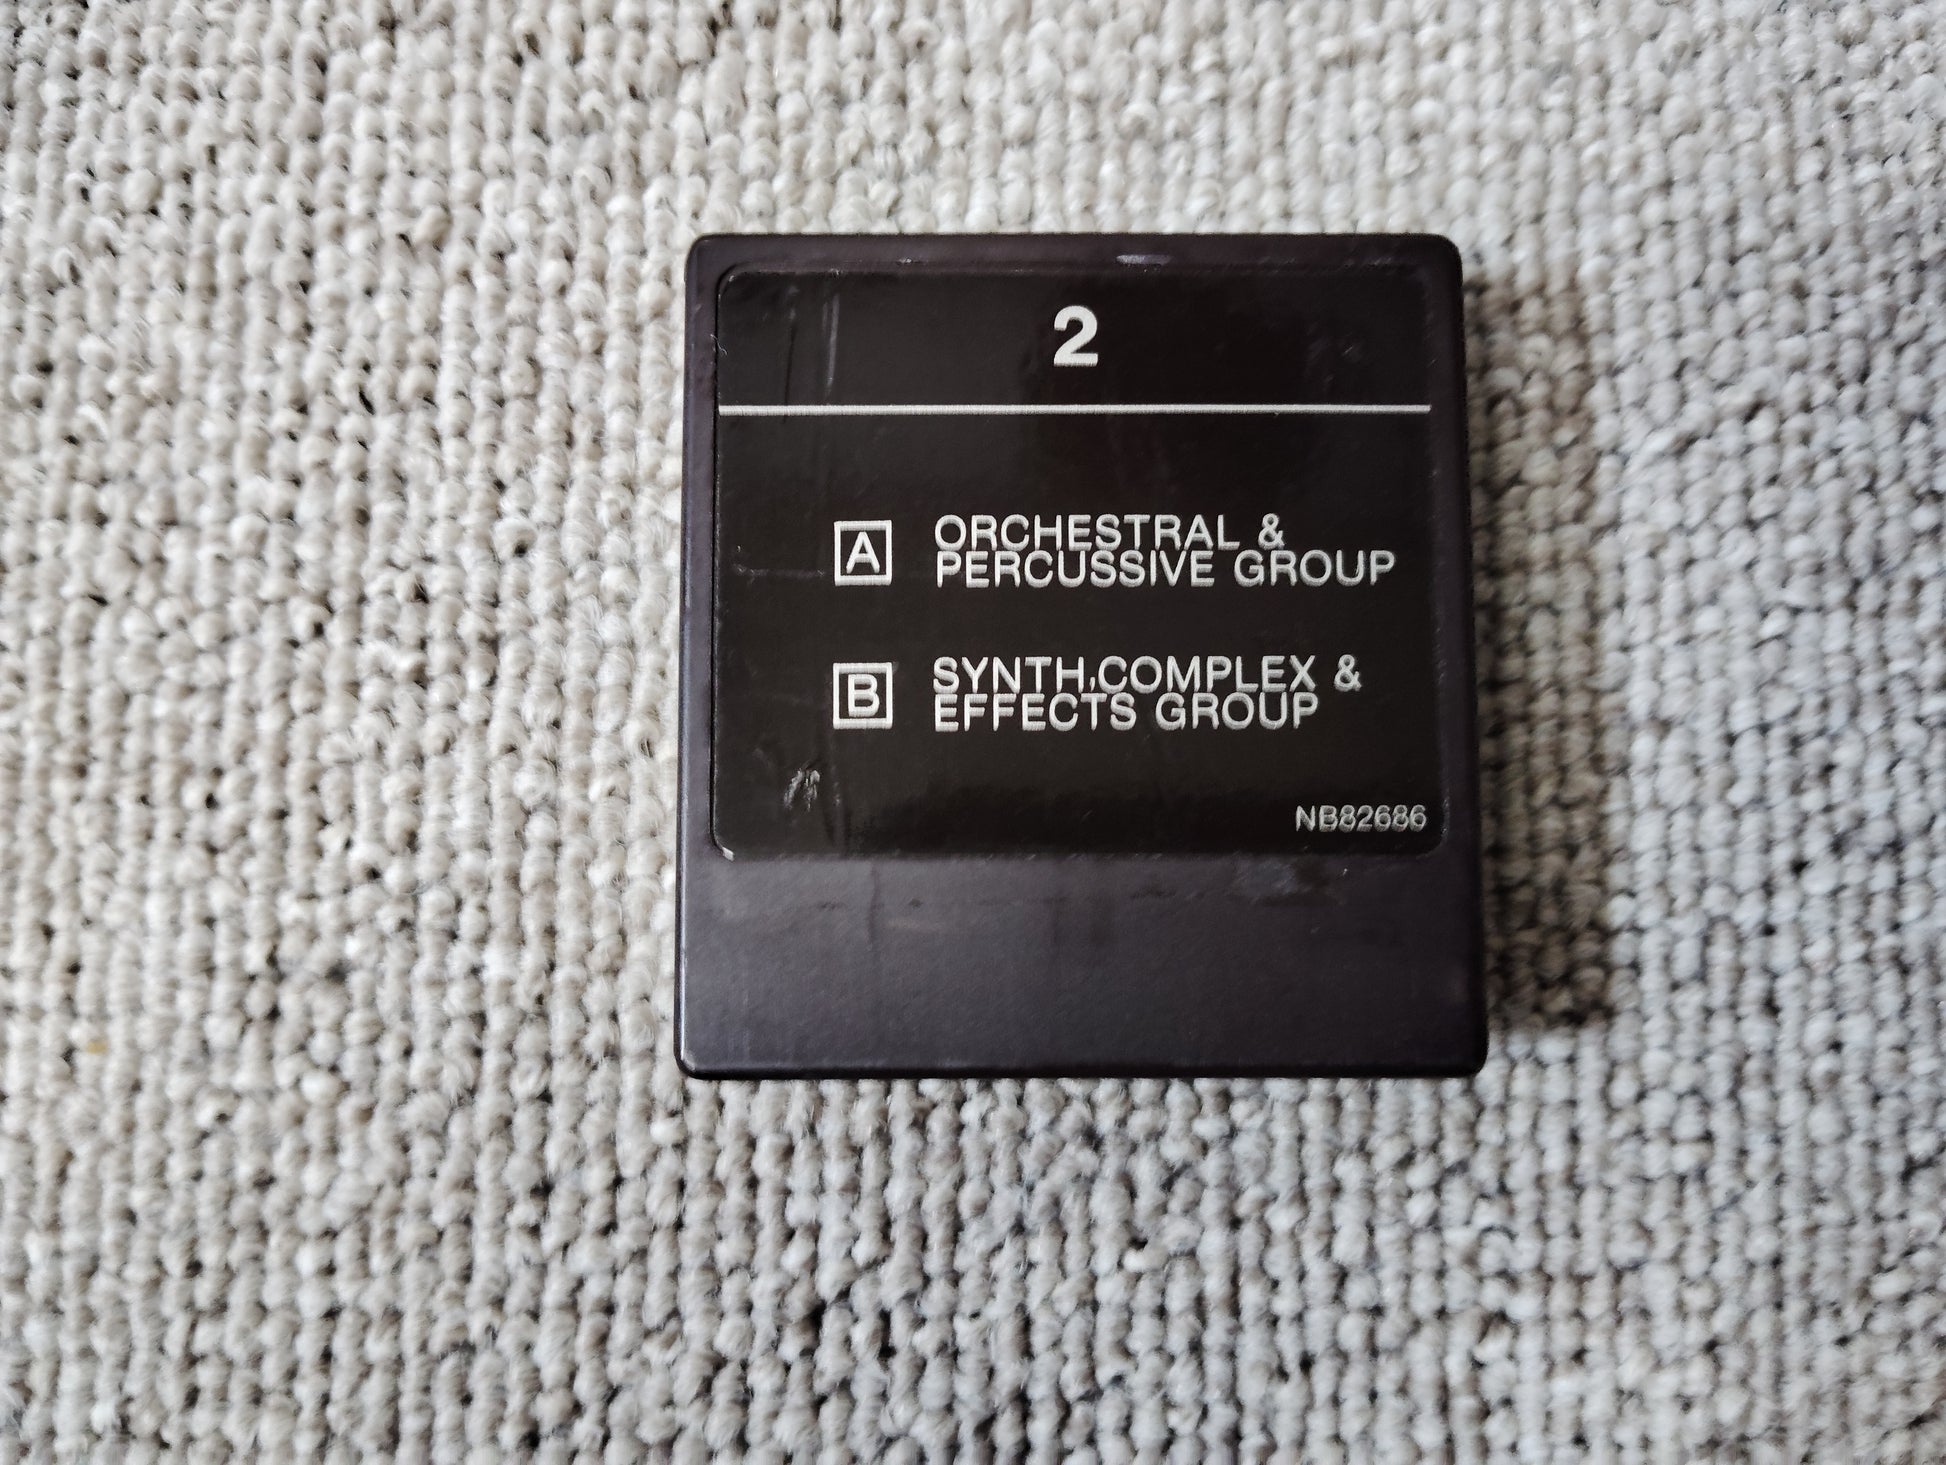 2
A ORCHESTRAL &
PERCUSSIVE GROUP
B SYNTH,COMPLEX &
EFFECTS GROUP
NB82686